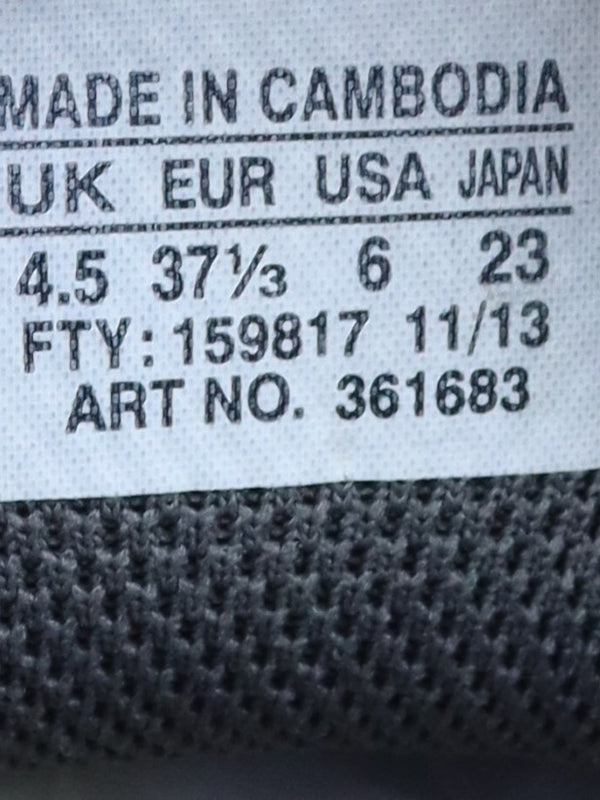 MADE IN CAMBODIA
UK EUR USA JAPAN
4.5 37⅓ 6 23
FTY: 159817 11/13
ART NO. 361683